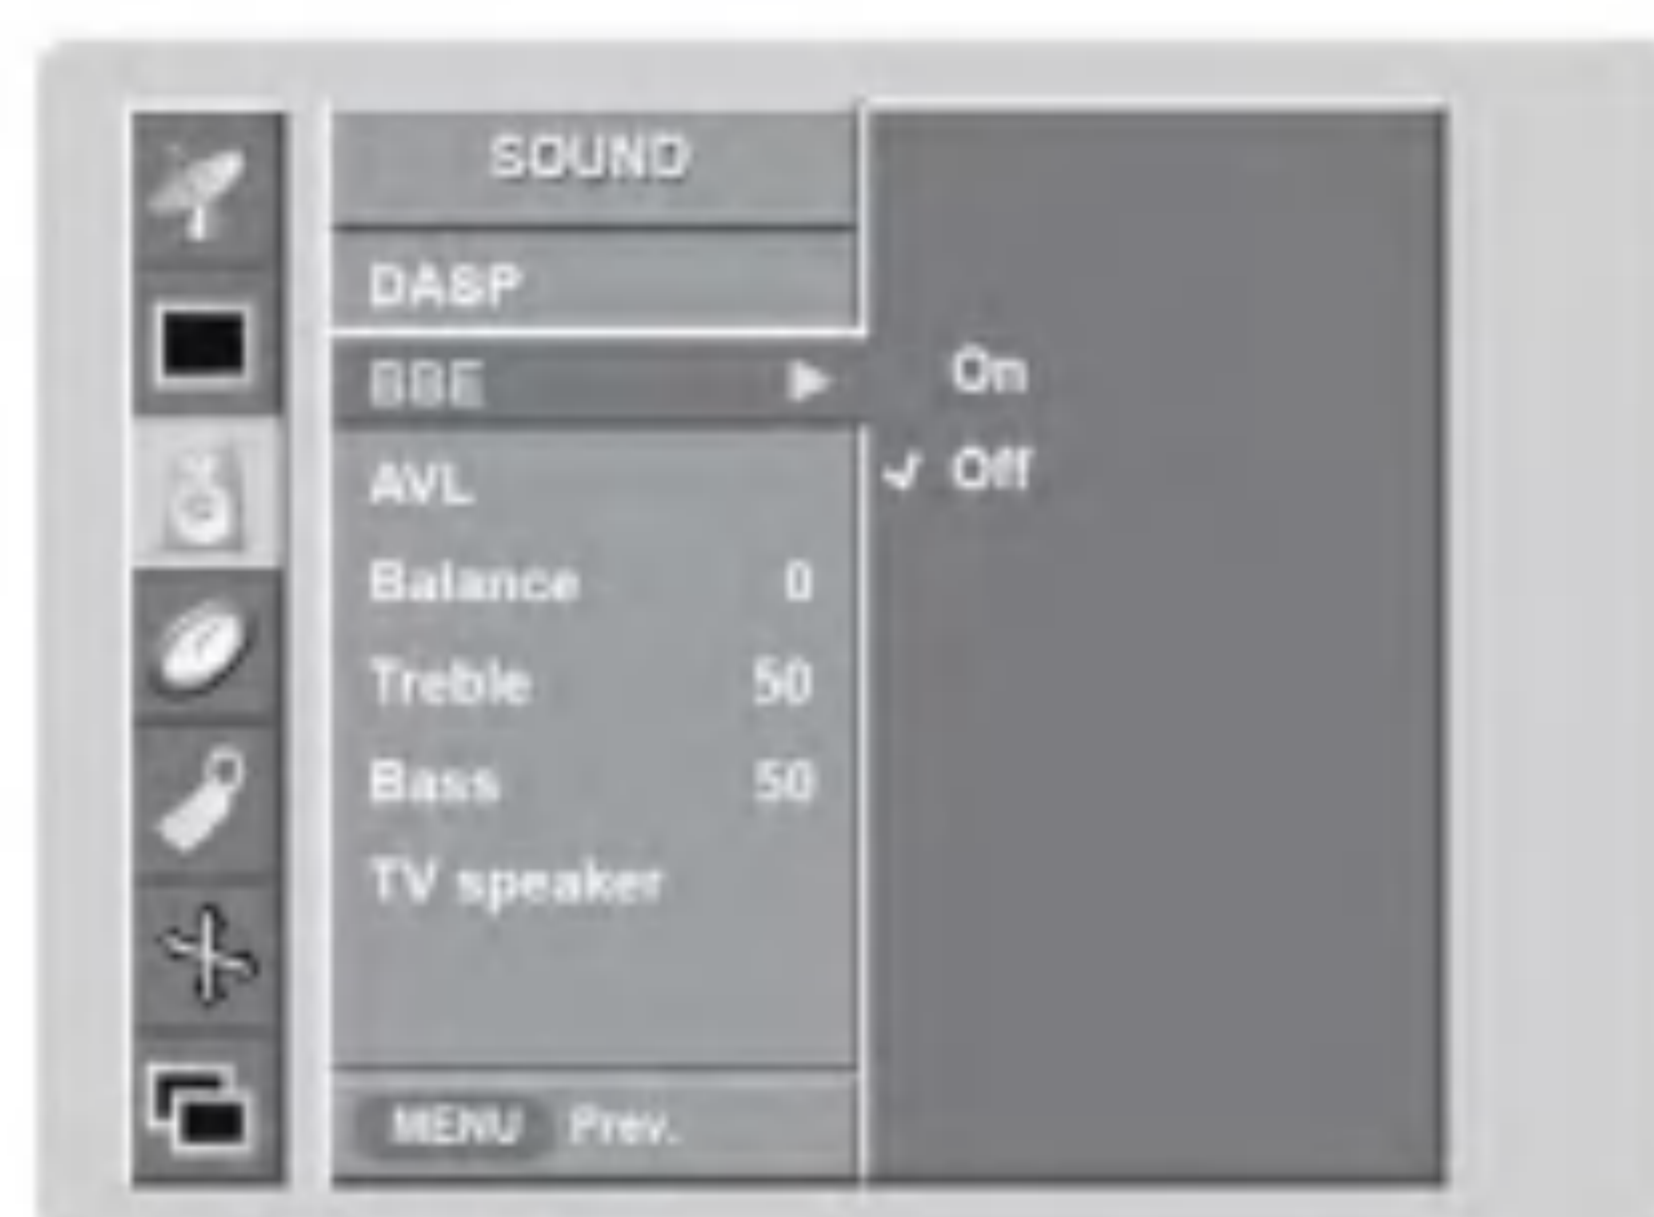 SOUND
DASP
BBE ▶ On
AVL ✓ Off
Balance 0
Treble 50
Bass 50
TV speaker
MENU Prev.